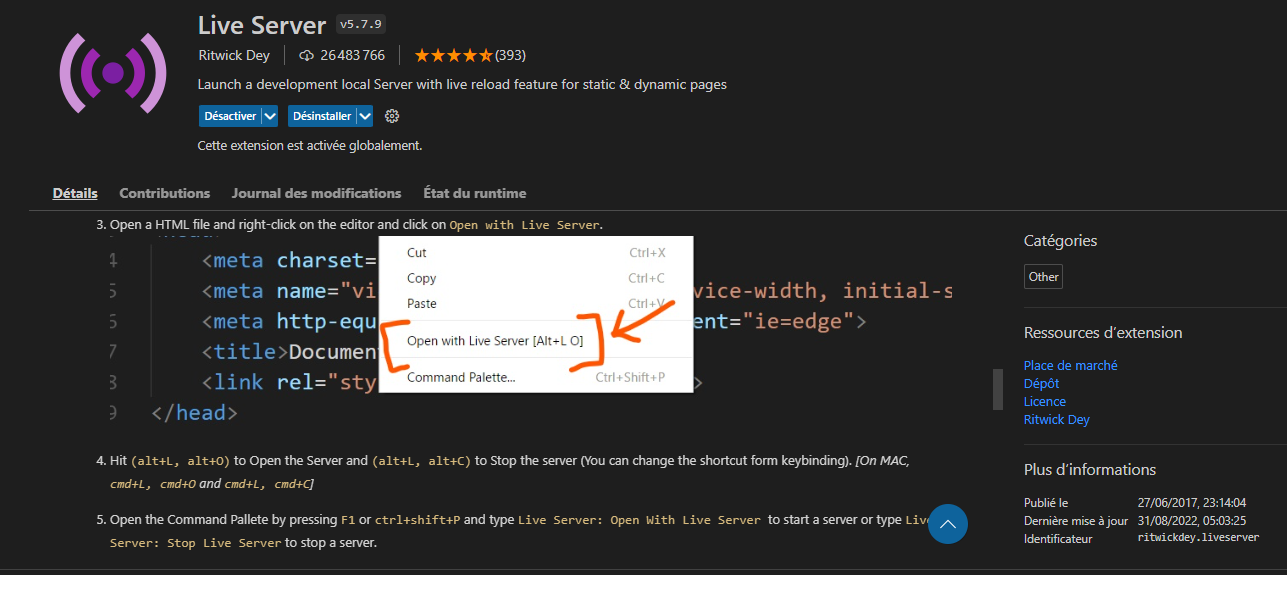 Live Server v5.7.9
Ritwick Dey 26 483 766 (393)
Launch a development local Server with live reload feature for static & dynamic pages
Désactiver Désinstaller
Cette extension est activée globalement.
Détails Contributions Journal des modifications État du runtime
3. Open a HTML file and right-click on the editor and click on Open with Live Server.
4 <meta charset=
5 <meta name="vi vice-width, initial-s
6 <meta http-equ ent="ie=edge">
7 <title>Documen
8 <link rel="sty >
9 </head>
Cut Ctrl+X
Copy Ctrl+C
Paste Ctrl+V
Open with Live Server [Alt+L O]
Command Palette... Ctrl+Shift+P
4. Hit (alt+L, alt+O) to Open the Server and (alt+L, alt+C) to Stop the server (You can change the shortcut form keybinding). [On MAC,
cmd+L, cmd+O and cmd+L, cmd+C]
5. Open the Command Pallete by pressing F1 or ctrl+shift+P and type Live Server: Open With Live Server to start a server or type Live
Server: Stop Live Server to stop a server.
Catégories
Other
Ressources d'extension
Place de marché
Dépôt
Licence
Ritwick Dey
Plus d'informations
Publié le 27/06/2017, 23:14:04
Dernière mise à jour 31/08/2022, 05:03:25
Identificateur ritwickdey.liveserver